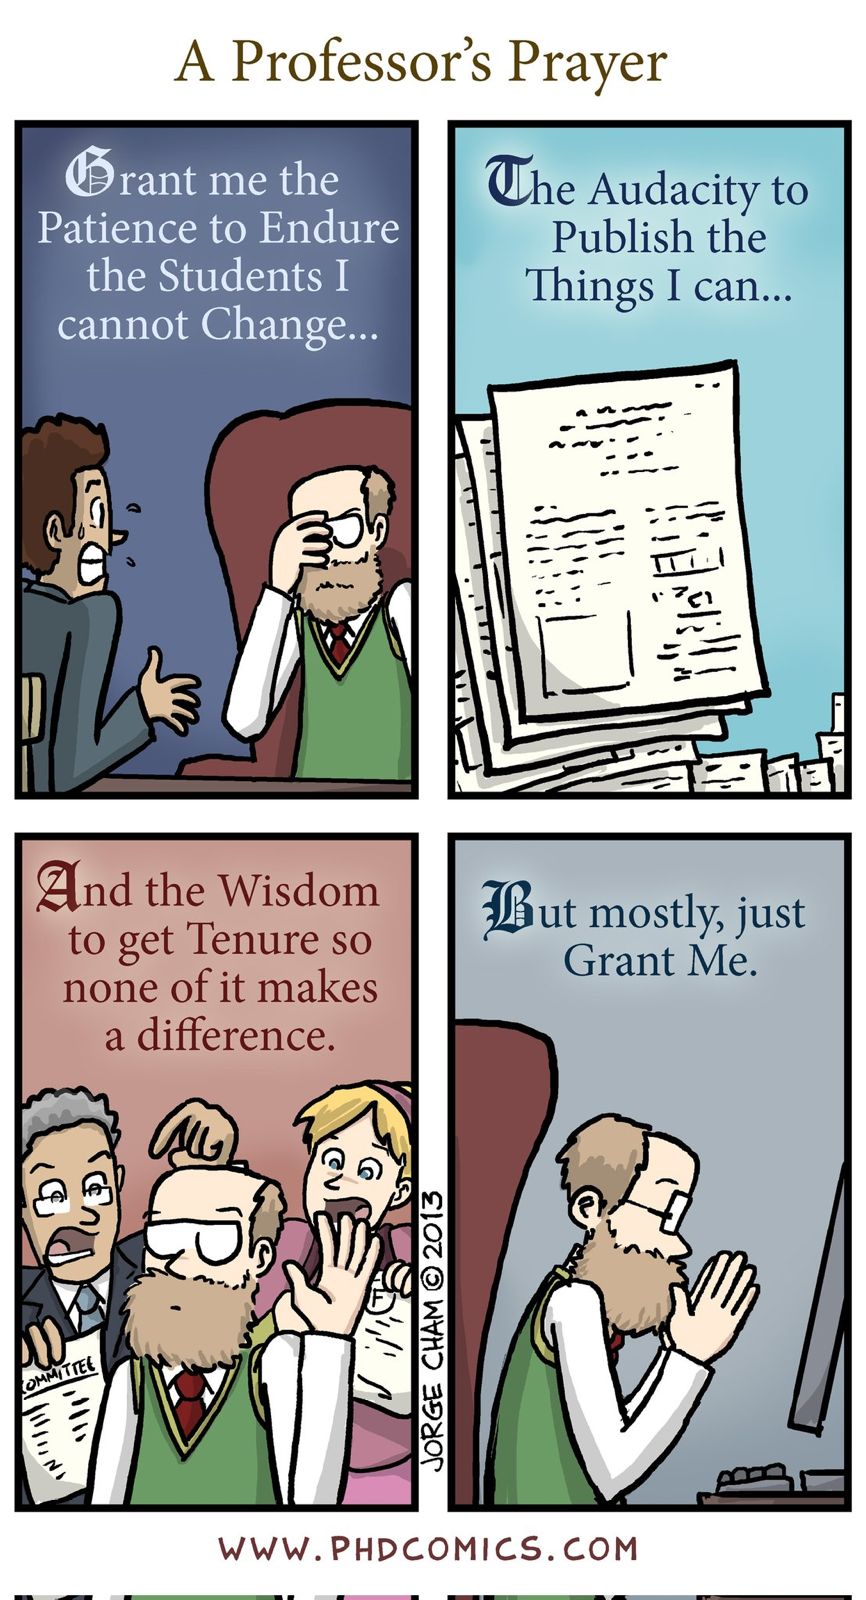 A Professor's Prayer
Grant me the
Patience to Endure
the Students I
cannot Change...
The Audacity to
Publish the
Things I can...
And the Wisdom
to get Tenure so
none of it makes
a difference.
COMMITTEE
F
But mostly, just
Grant Me.
JORGE CHAM © 2013
WWW.PHDCOMICS.COM